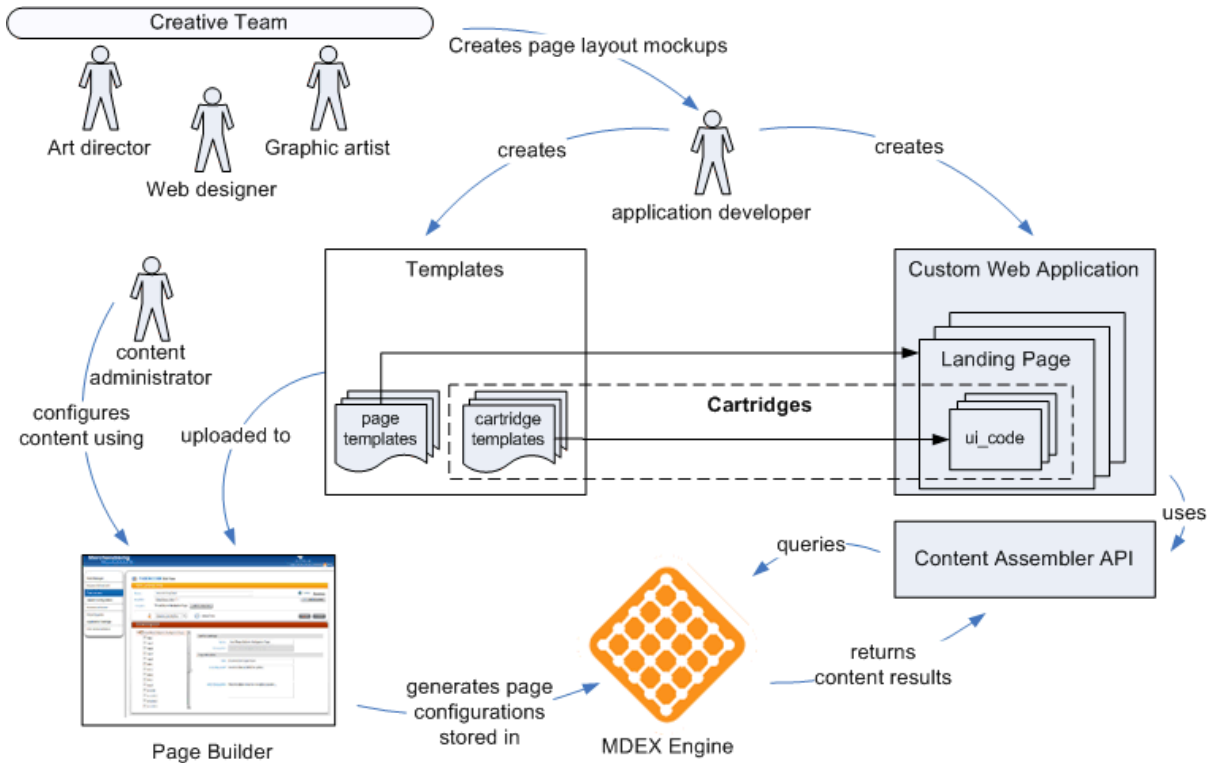 Creative Team
Creates page layout mockups
Art director
Graphic artist
Web designer
creates
creates
application developer
Templates
Custom Web Application
content
administrator
Landing Page
Cartridges
configures
content using
uploaded to
page
templates
cartridge
templates
ui_code
uses
queries
Content Assembler API
returns
content results
generates page
configurations
stored in
Page Builder
MDEX Engine